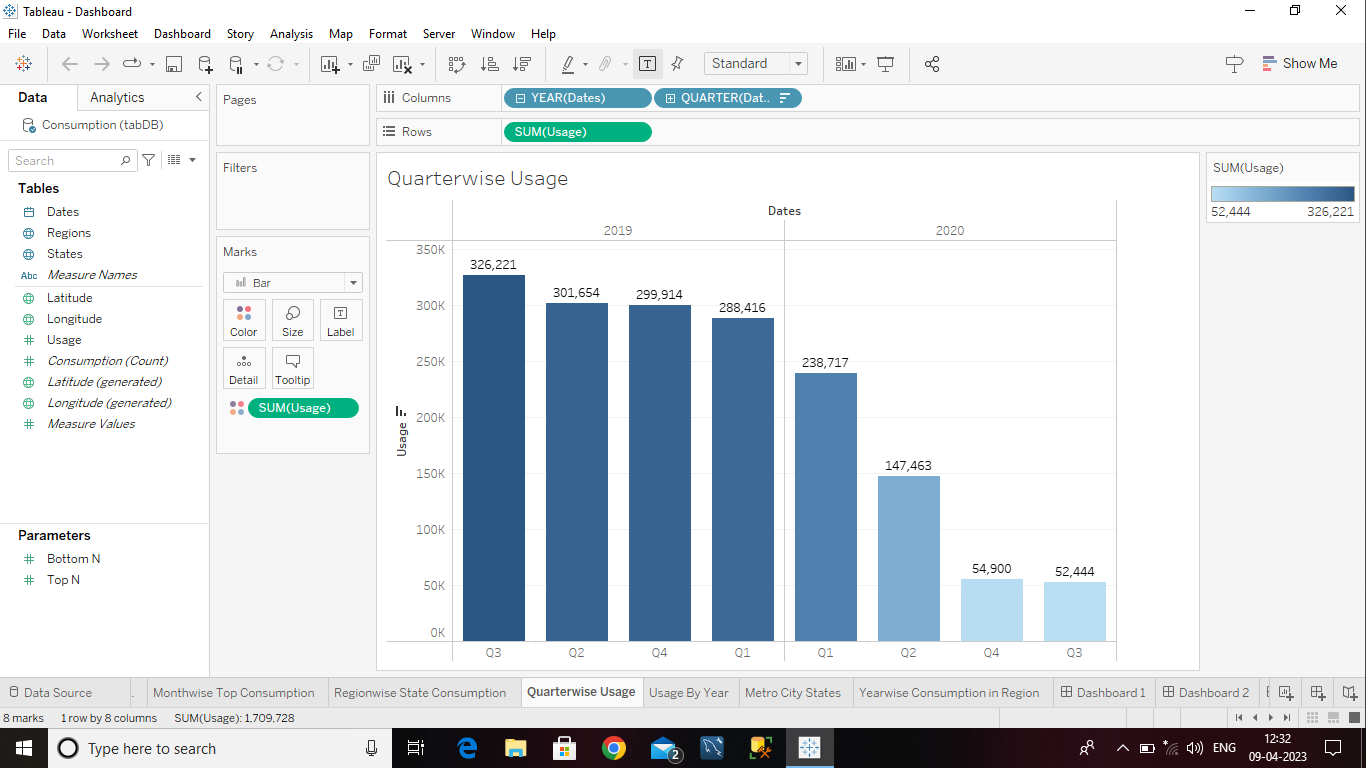 Tableau - Dashboard
File Data Worksheet Dashboard Story Analysis Map Format Server Window Help
Standard
Show Me
Data Analytics
Consumption (tabDB)
Search
Tables
Dates
Regions
States
Abc Measure Names
Latitude
Longitude
Usage
Consumption (Count)
Latitude (generated)
Longitude (generated)
Measure Values
Parameters
Bottom N
Top N
Pages
Filters
Marks
Bar
Color Size Label
Detail Tooltip
SUM(Usage)
Columns YEAR(Dates) QUARTER(Dat..
Rows SUM(Usage)
Quarterwise Usage
Dates
2019 2020
350K
300K
250K
200K
150K
100K
50K
0K
Usage
326,221
301,654
299,914
288,416
238,717
147,463
54,900
52,444
Q3 Q2 Q4 Q1 Q1 Q2 Q4 Q3
SUM(Usage)
52,444 326,221
Data Source . Monthwise Top Consumption Regionwise State Consumption Quarterwise Usage Usage By Year Metro City States Yearwise Consumption in Region Dashboard 1 Dashboard 2
8 marks 1 row by 8 columns SUM(Usage): 1,709,728
Type here to search
2
ENG
12:32
09-04-2023